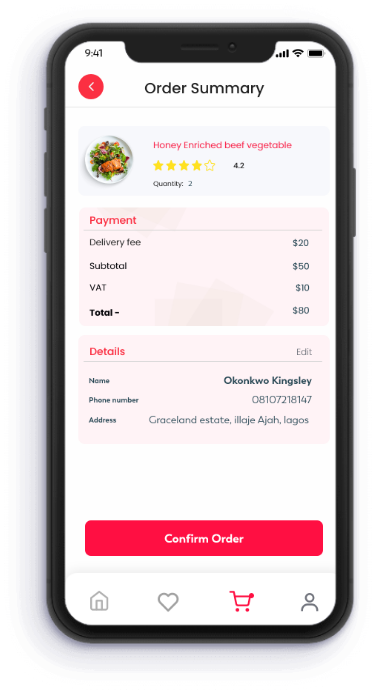 9:41
Order Summary
Honey Enriched beef vegetable
4.2
Quantity: 2
Payment
Delivery fee $20
Subtotal $50
VAT $10
Total - $80
Details Edit
Name Okonkwo Kingsley
Phone number 08107218147
Address Graceland estate, illaje Ajah, lagos
Confirm Order